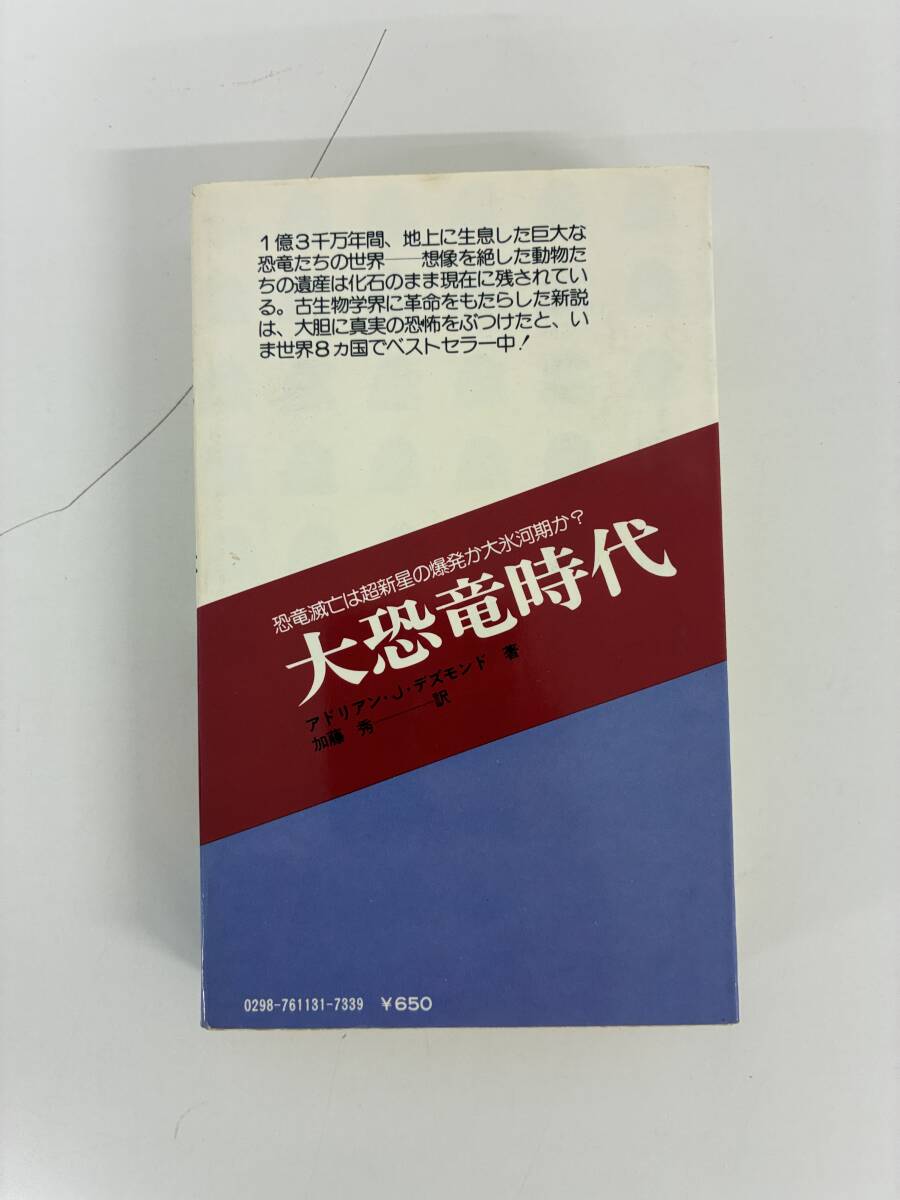 1億3千万年間、地上に生息した巨大な
恐竜たちの世界――想像を絶した動物た
ちの遺産は化石のまま現在に残されてい
る。古生物学界に革命をもたらした新説
は、大胆に真実の恐怖をぶつけたと、い
ま世界8ヵ国でベストセラー中！
恐竜滅亡は超新星の爆発か大氷河期か？
大恐竜時代
アドリアン・J・デズモンド 著
加藤 秀――訳
0298-761131-7339 ￥650